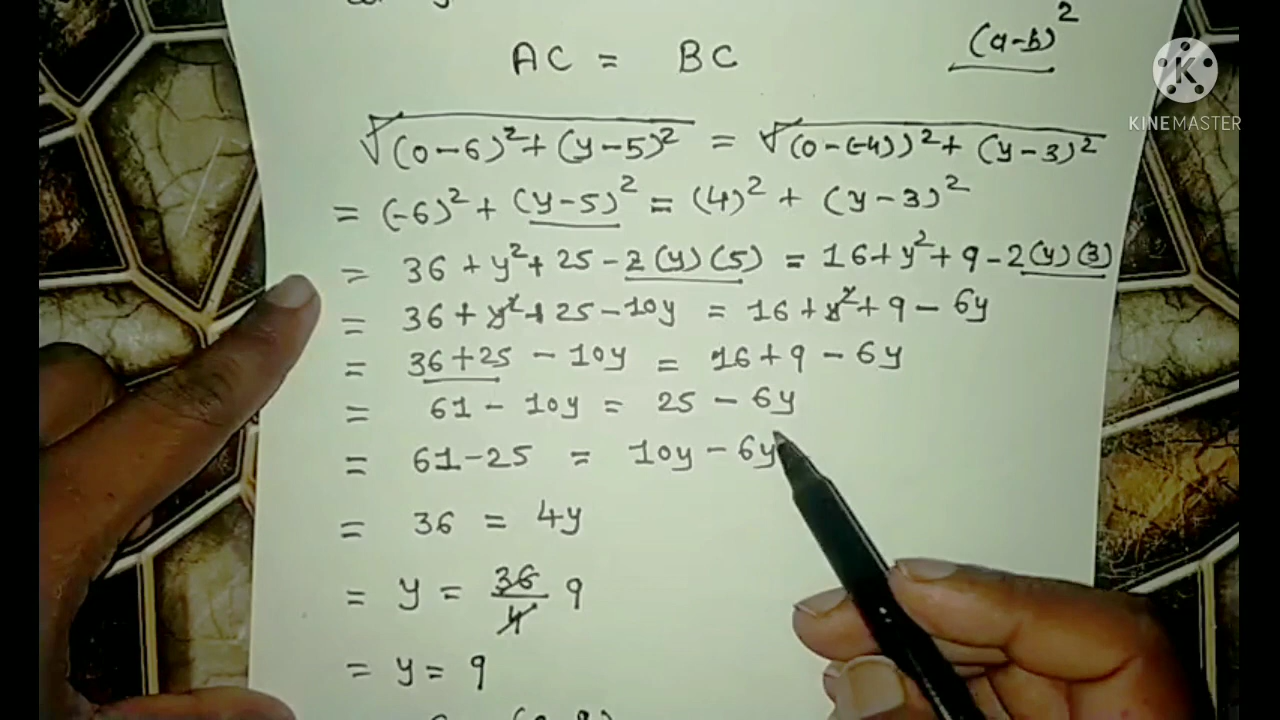 AC = BC
(a-b)²
K
KINEMASTER
√(0-6)²+(y-5)² = √(0-(-4))²+(y-3)²
= (-6)²+(y-5)² = (4)²+(y-3)²
= 36+y²+25-2(y)(5) = 16+y²+9-2(y)(3)
= 36+y²+25-10y = 16+y²+9-6y
= 36+25-10y = 16+9-6y
= 61-10y = 25-6y
= 61-25 = 10y-6y
= 36 = 4y
= y = 36/4 9
= y = 9